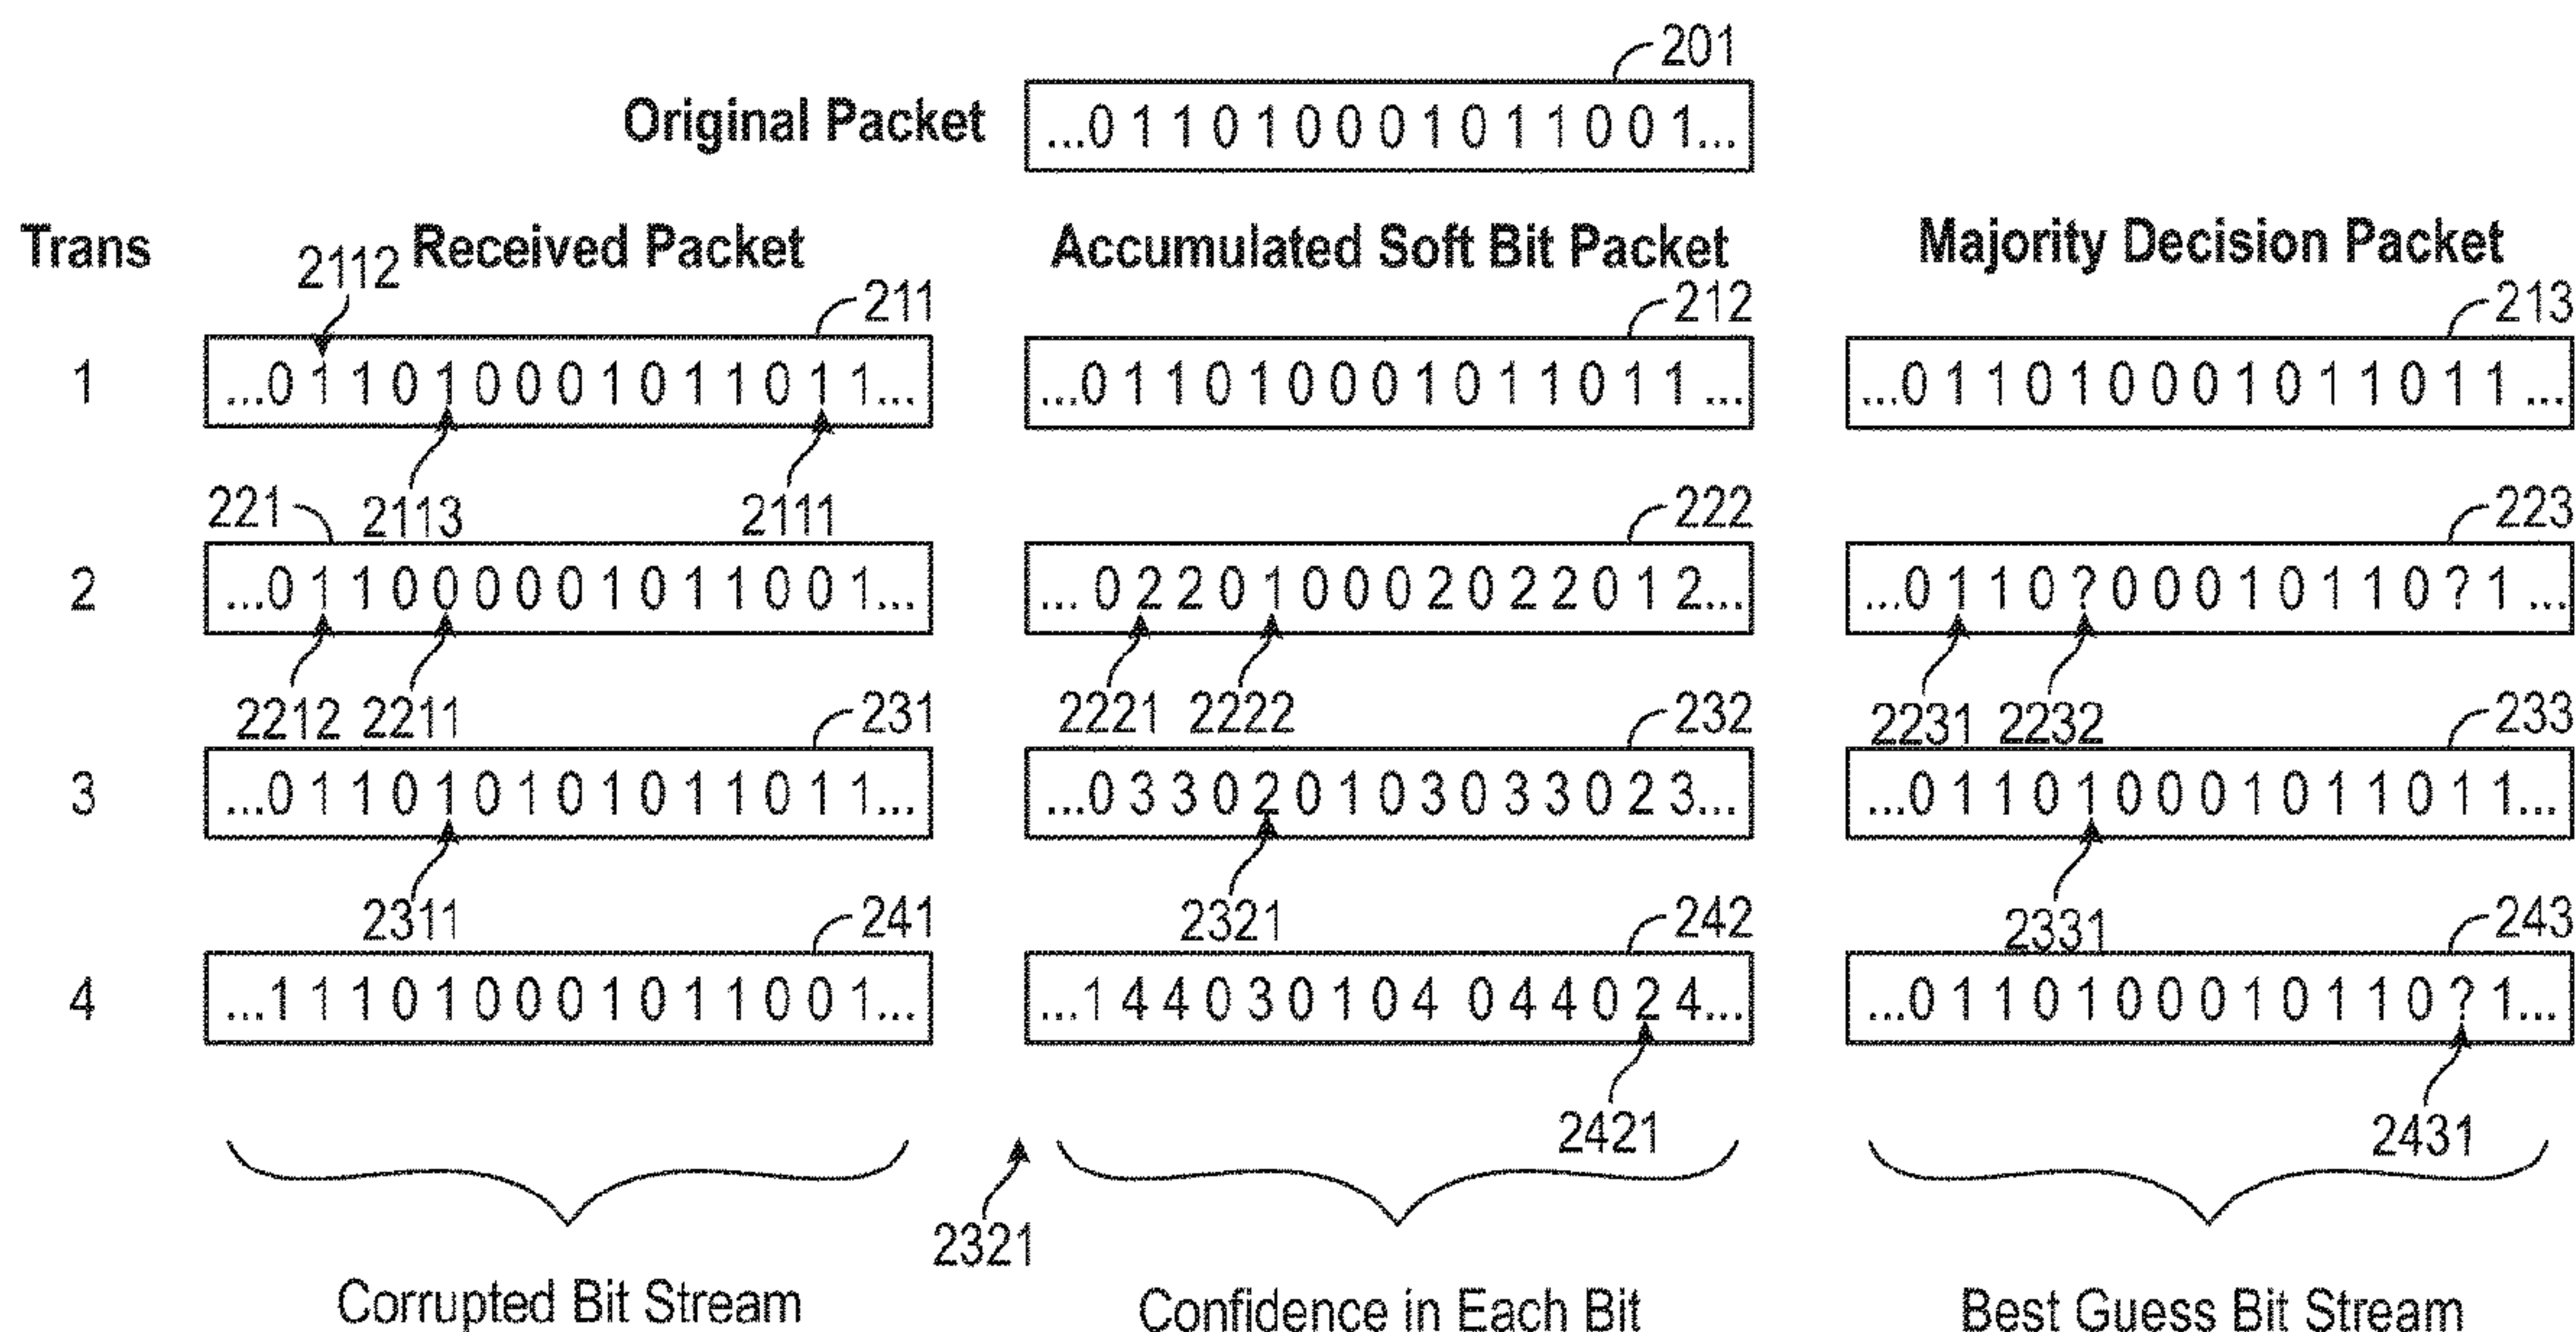 201
Original Packet ...0 1 1 0 1 0 0 0 1 0 1 1 0 0 1...
Trans 2112 Received Packet Accumulated Soft Bit Packet Majority Decision Packet
211 212 213
1 ...0 1 1 0 1 0 0 0 1 0 1 1 0 1 1... ...0 1 1 0 1 0 0 0 1 0 1 1 0 1 1 ... ...0 1 1 0 1 0 0 0 1 0 1 1 0 1 1 ...
221 2113 2111 222 223
2 ...0 1 1 0 0 0 0 0 1 0 1 1 0 0 1... ... 0 2 2 0 1 0 0 0 2 0 2 2 0 1 2... ...0 1 1 0 ? 0 0 0 1 0 1 1 0 ? 1 ...
2212 2211 231 2221 2222 232 2231 2232 233
3 ...0 1 1 0 1 0 1 0 1 0 1 1 0 1 1... ...0 3 3 0 2 0 1 0 3 0 3 3 0 2 3... ...0 1 1 0 1 0 0 0 1 0 1 1 0 1 1...
2311 241 2321 242 2331 243
4 ...1 1 1 0 1 0 0 0 1 0 1 1 0 0 1... ...1 4 4 0 3 0 1 0 4 0 4 4 0 2 4... ...0 1 1 0 1 0 0 0 1 0 1 1 0 ? 1...
2421 2431
2321
Corrupted Bit Stream Confidence in Each Bit Best Guess Bit Stream